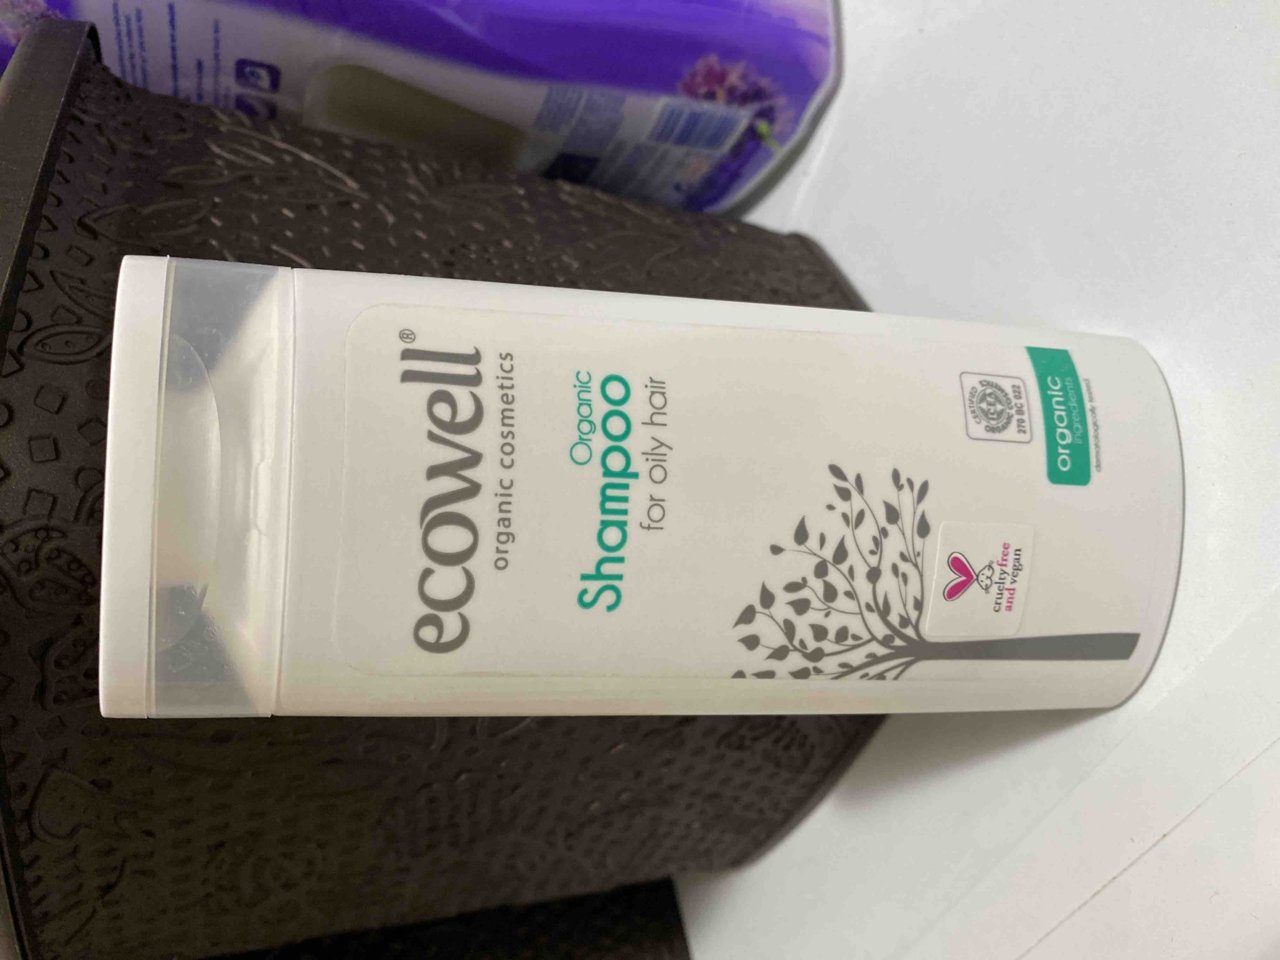 ecowell®
organic cosmetics
Organic
Shampoo
for oily hair
cruelty free
and vegan
CERTIFIED
ICEA
270 BC 022
organic
ingredients
dermatologically tested